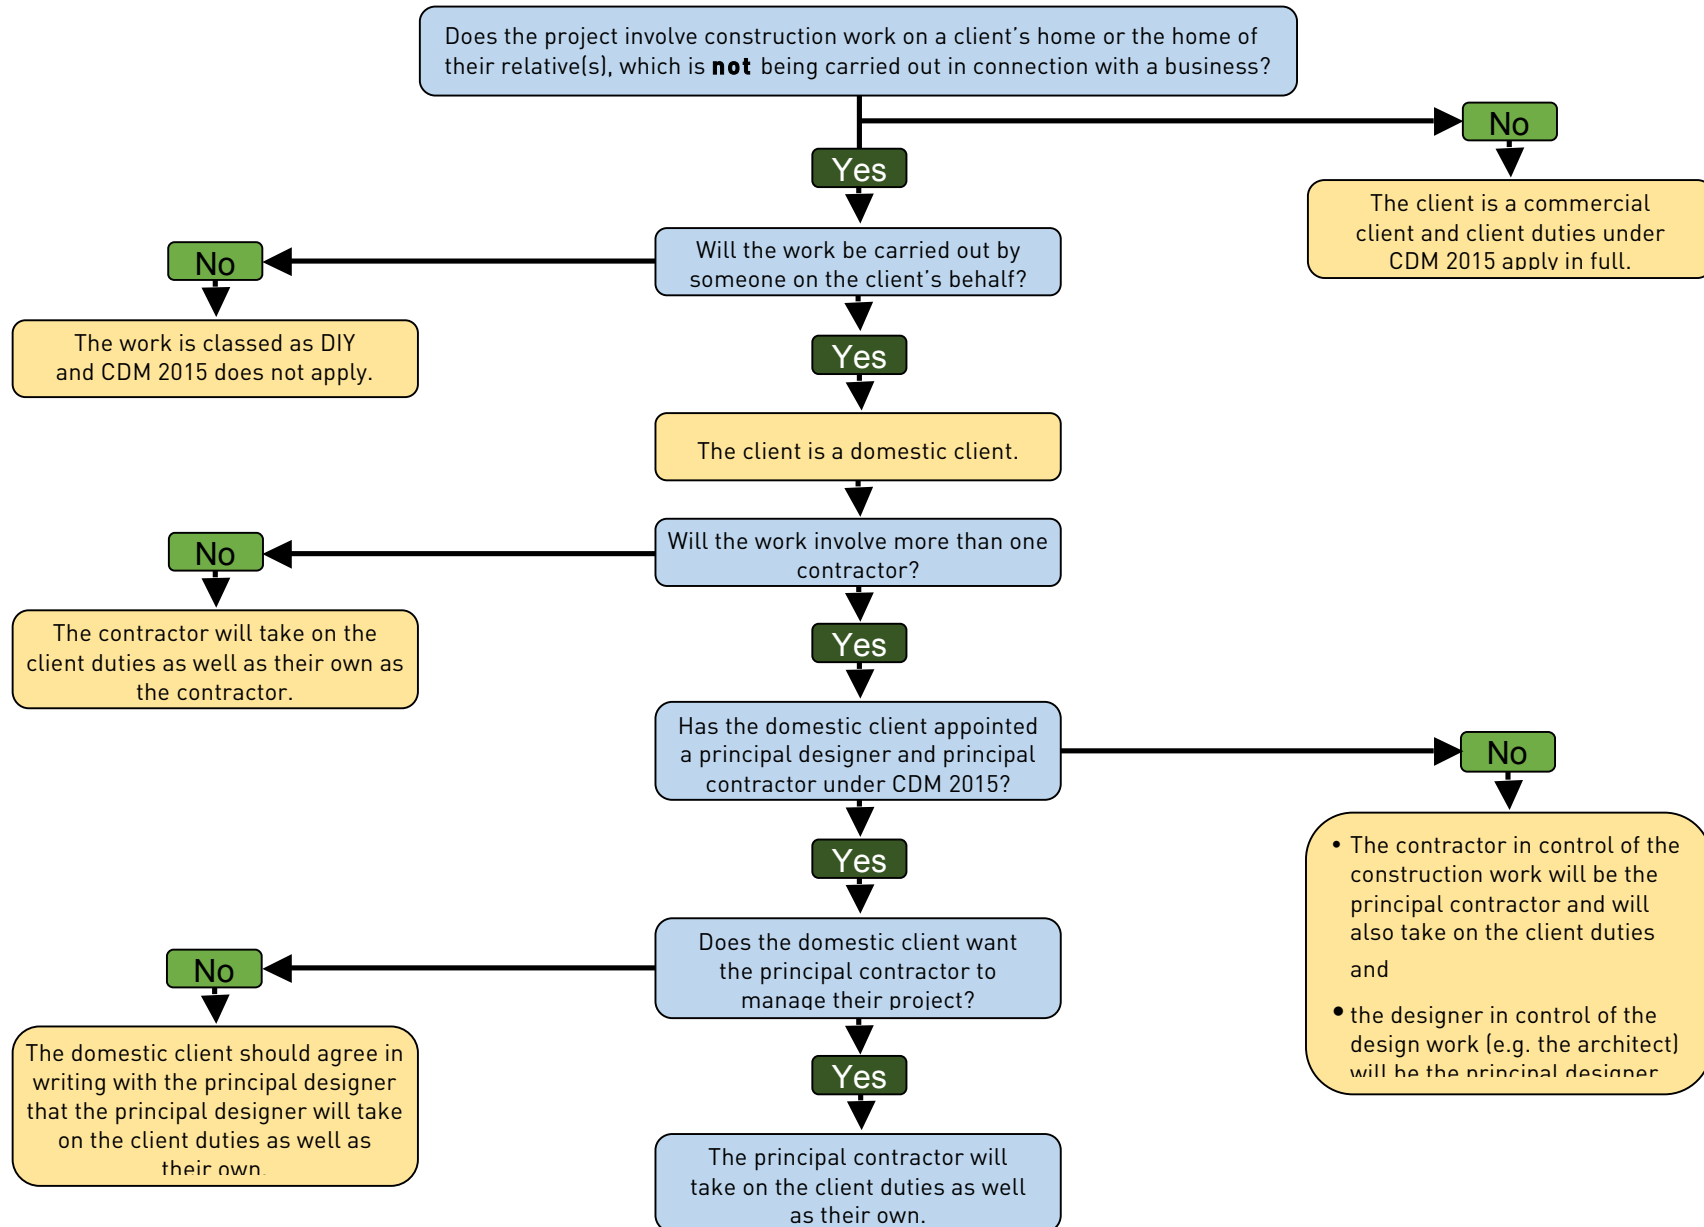 Does the project involve construction work on a client’s home or the home of
their relative(s), which is not being carried out in connection with a business?
No
Yes
The client is a commercial
client and client duties under
CDM 2015 apply in full.
Will the work be carried out by
someone on the client’s behalf?
No
The work is classed as DIY
and CDM 2015 does not apply.
Yes
The client is a domestic client.
Will the work involve more than one
contractor?
No
The contractor will take on the
client duties as well as their own as
the contractor.
Yes
Has the domestic client appointed
a principal designer and principal
contractor under CDM 2015?
No
• The contractor in control of the
construction work will be the
principal contractor and will
also take on the client duties
and
• the designer in control of the
design work (e.g. the architect)
will be the principal designer
Yes
Does the domestic client want
the principal contractor to
manage their project?
No
The domestic client should agree in
writing with the principal designer
that the principal designer will take
on the client duties as well as
their own.
Yes
The principal contractor will
take on the client duties as well
as their own.